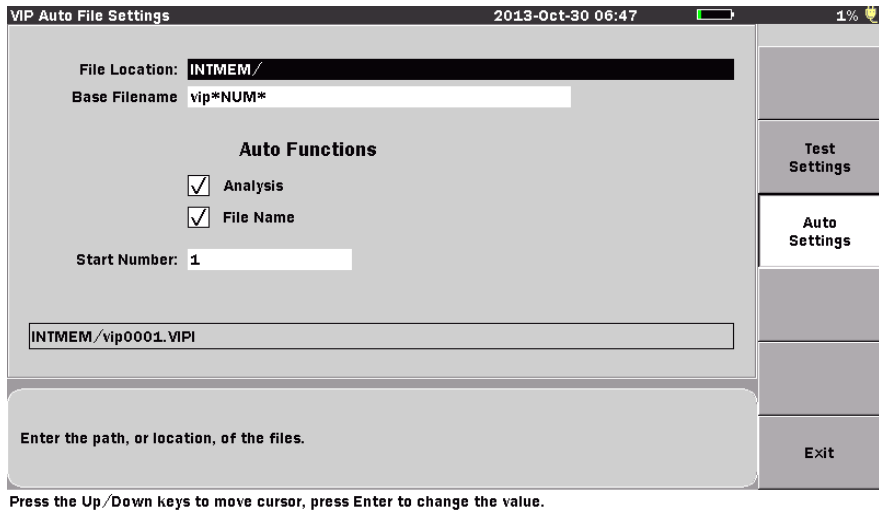 VIP Auto File Settings 2013-Oct-30 06:47 1%
File Location: INTMEM/
Base Filename vip*NUM*
Auto Functions
Analysis
File Name
Start Number: 1
INTMEM/vip0001.VIPI
Enter the path, or location, of the files.
Test
Settings
Auto
Settings
Exit
Press the Up/Down keys to move cursor, press Enter to change the value.